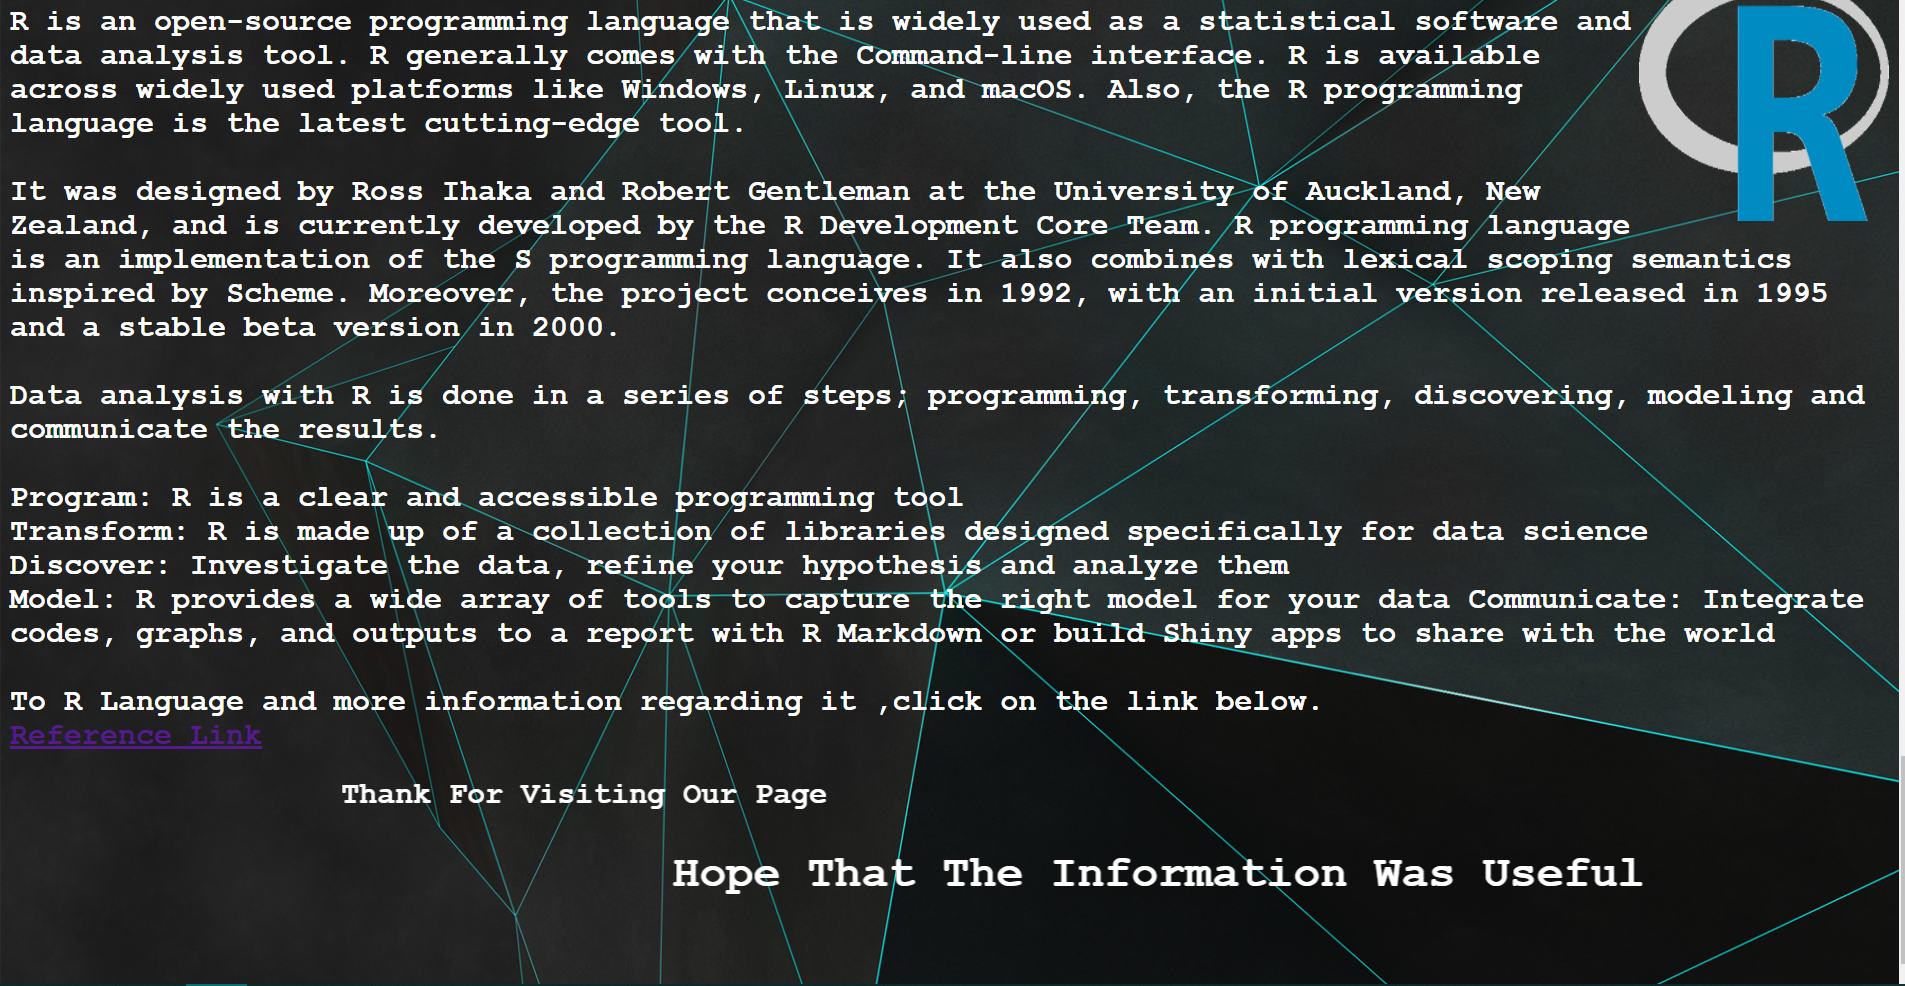 R is an open-source programming language that is widely used as a statistical software and
data analysis tool. R generally comes with the Command-line interface. R is available
across widely used platforms like Windows, Linux, and macOS. Also, the R programming
language is the latest cutting-edge tool.
It was designed by Ross Ihaka and Robert Gentleman at the University of Auckland, New
Zealand, and is currently developed by the R Development Core Team. R programming language
is an implementation of the S programming language. It also combines with lexical scoping semantics
inspired by Scheme. Moreover, the project conceives in 1992, with an initial version released in 1995
and a stable beta version in 2000.
Data analysis with R is done in a series of steps; programming, transforming, discovering, modeling and
communicate the results.
Program: R is a clear and accessible programming tool
Transform: R is made up of a collection of libraries designed specifically for data science
Discover: Investigate the data, refine your hypothesis and analyze them
Model: R provides a wide array of tools to capture the right model for your data Communicate: Integrate
codes, graphs, and outputs to a report with R Markdown or build Shiny apps to share with the world
To R Language and more information regarding it ,click on the link below.
Reference Link
Thank For Visiting Our Page
Hope That The Information Was Useful
R